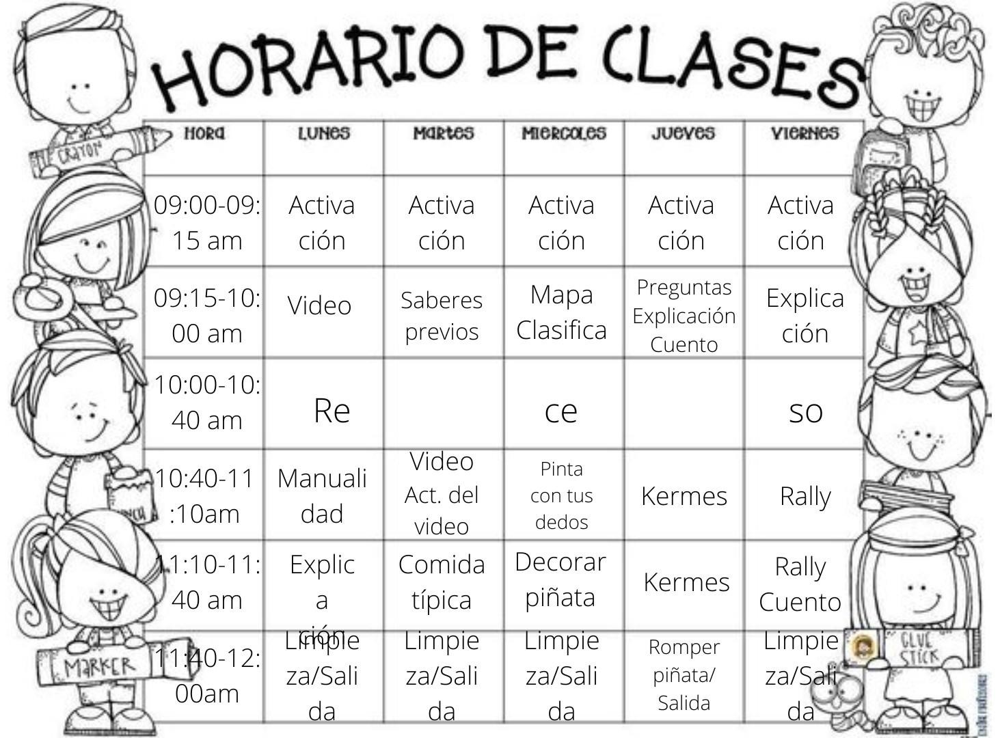 HORARIO DE CLASES
HORA LUNES MARTES MIERCOLES JUEVES VIERNES
09:00-09:
15 am
Activa
ción
Activa
ción
Activa
ción
Activa
ción
Activa
ción
09:15-10:
00 am
Video
Saberes
previos
Mapa
Clasifica
Preguntas
Explicación
Cuento
Explica
ción
10:00-10:
40 am
Re
ce
so
10:40-11
:10am
Manuali
dad
Video
Act. del
video
Pinta
con tus
dedos
Kermes
Rally
11:10-11:
40 am
Explic
a
ción
Comida
típica
Decorar
piñata
Kermes
Rally
Cuento
11:40-12:
00am
Limpie
za/Sali
da
Limpie
za/Sali
da
Limpie
za/Sali
da
Romper
piñata/
Salida
Limpie
za/Sali
da
CRAYON
MARKER
GLUE
STICK